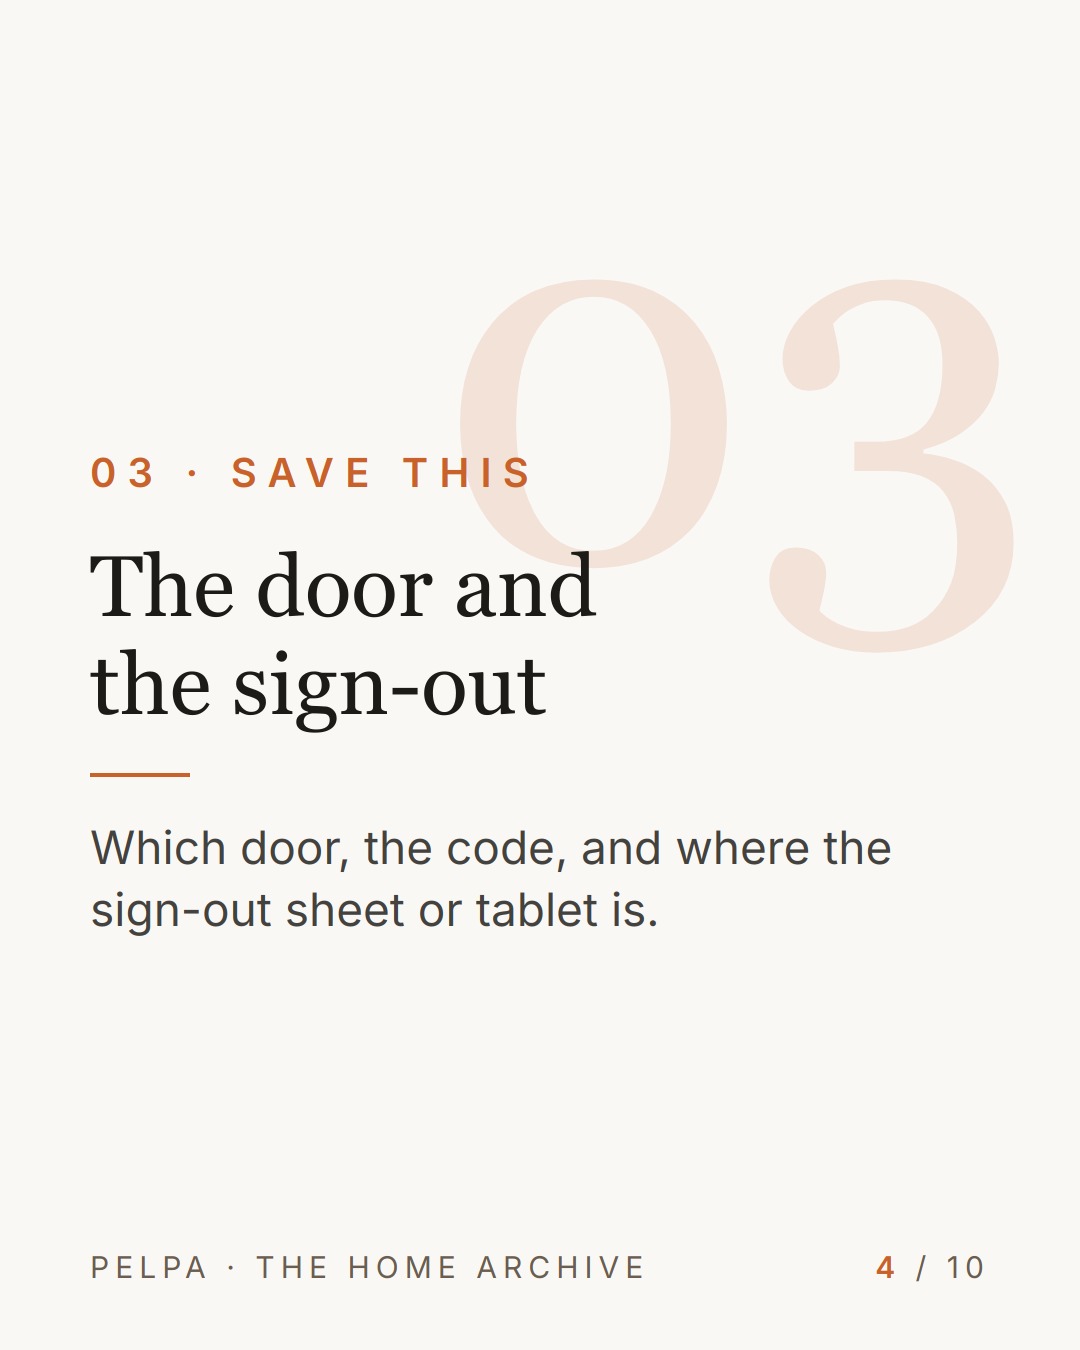 03
03 · SAVE THIS
The door and
the sign-out
Which door, the code, and where the
sign-out sheet or tablet is.
PELPA · THE HOME ARCHIVE
4 / 10